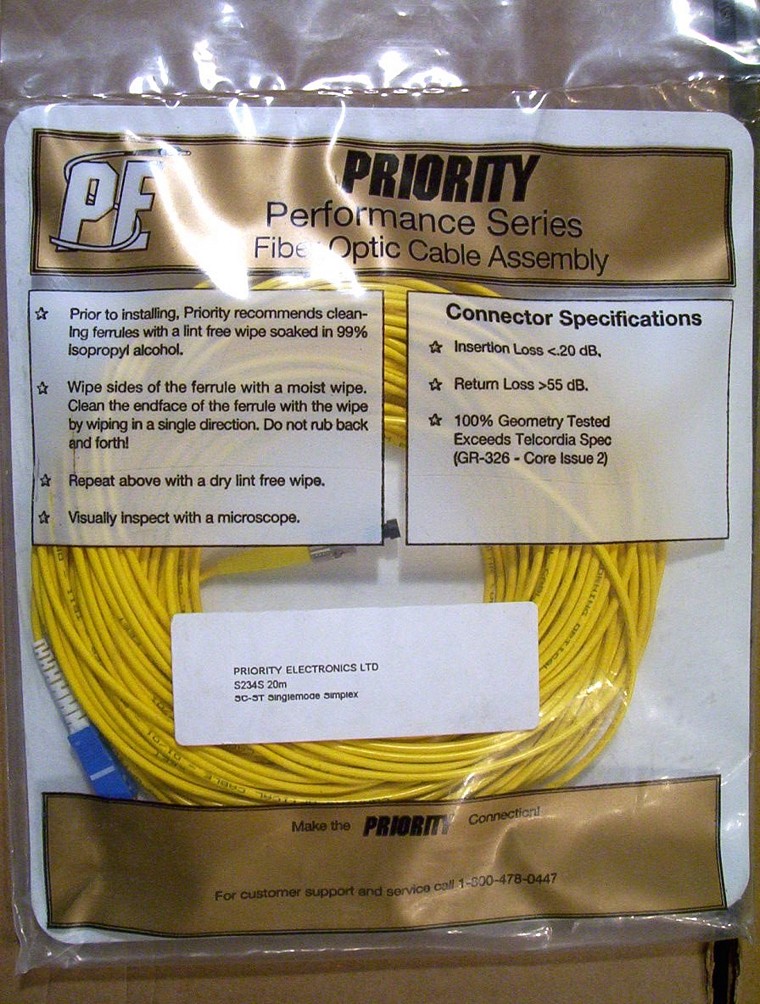 PE
PRIORITY
Performance Series
Fiber Optic Cable Assembly
Prior to installing, Priority recommends clean-
ing ferrules with a lint free wipe soaked in 99%
isopropyl alcohol.
Wipe sides of the ferrule with a moist wipe.
Clean the endface of the ferrule with the wipe
by wiping in a single direction. Do not rub back
and forth!
Repeat above with a dry lint free wipe.
Visually inspect with a microscope.
Connector Specifications
Insertion Loss <.20 dB.
Return Loss >55 dB.
100% Geometry Tested
Exceeds Telcordia Spec
(GR-326 - Core Issue 2)
PRIORITY ELECTRONICS LTD
S234S 20m
SC-ST Singlemode Simplex
Make the PRIORITY Connection!
For customer support and service call 1-800-478-0447